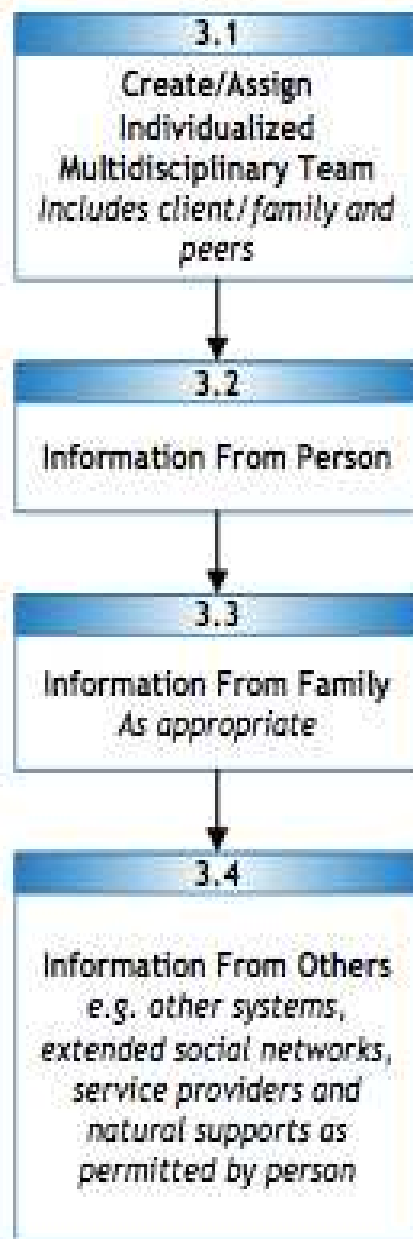 3.1
Create/Assign
Individualized
Multidisciplinary Team
Includes client/family and
peers
3.2
Information From Person
3.3
Information From Family
As appropriate
3.4
Information From Others
e.g. other systems,
extended social networks,
service providers and
natural supports as
permitted by person